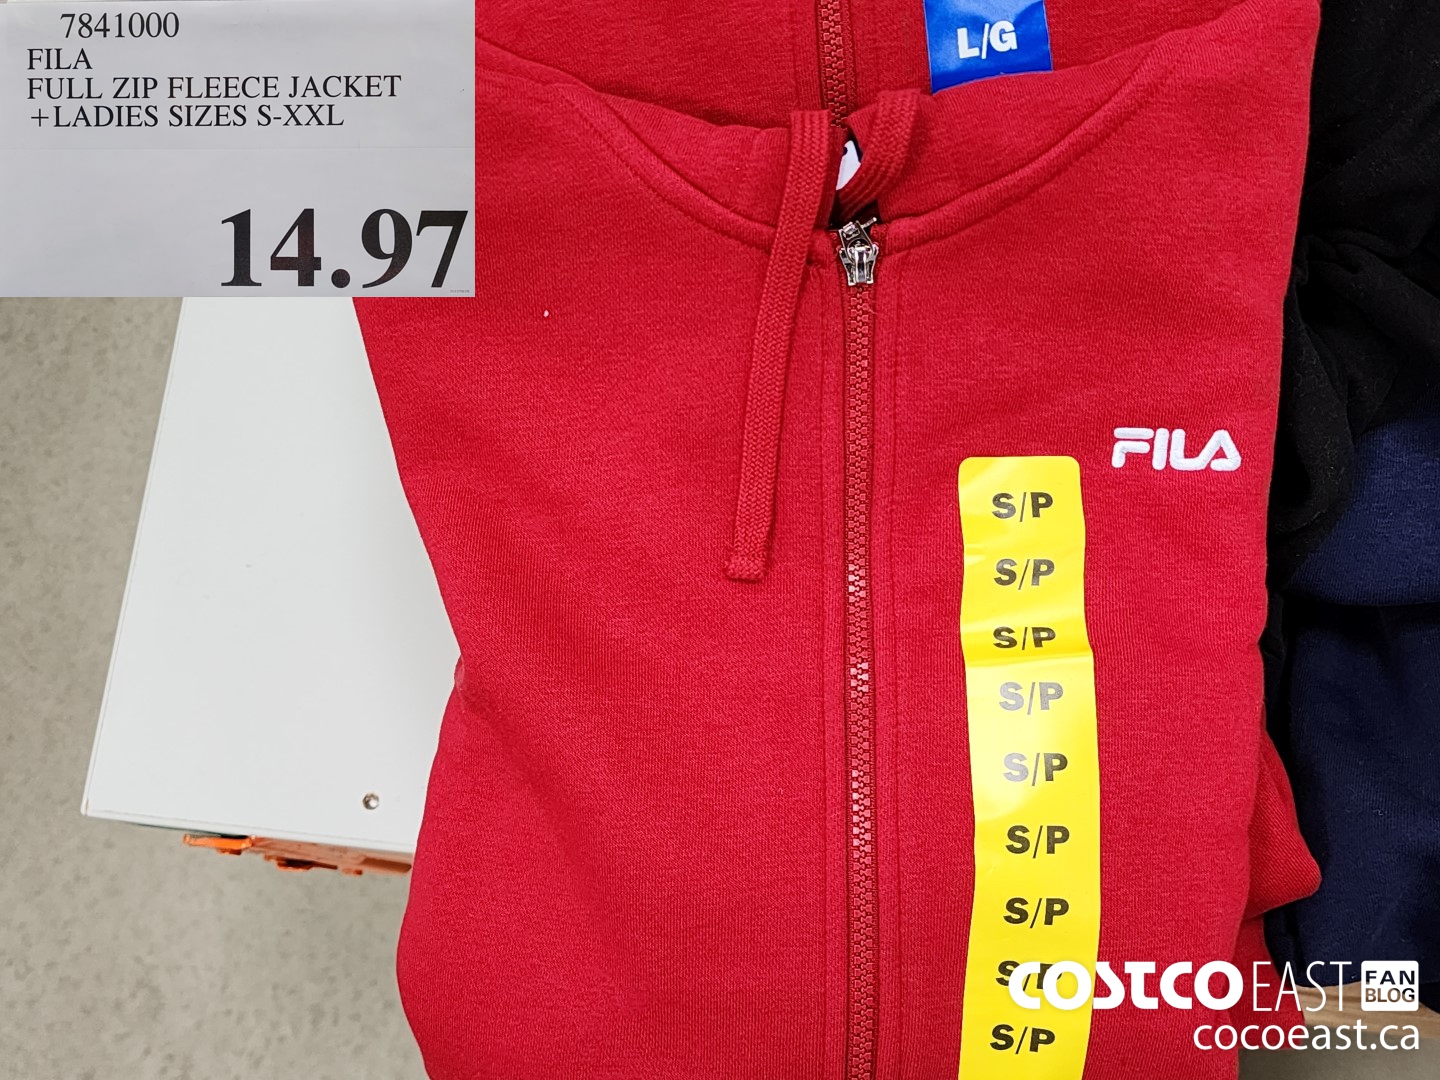 7841000
FILA
FULL ZIP FLEECE JACKET
+LADIES SIZES S-XXL
14.97
L/G
FILA
S/P
S/P
S/P
S/P
S/P
S/P
S/P
S/P
S/P
COSTCO EAST FAN BLOG
cocoeast.ca